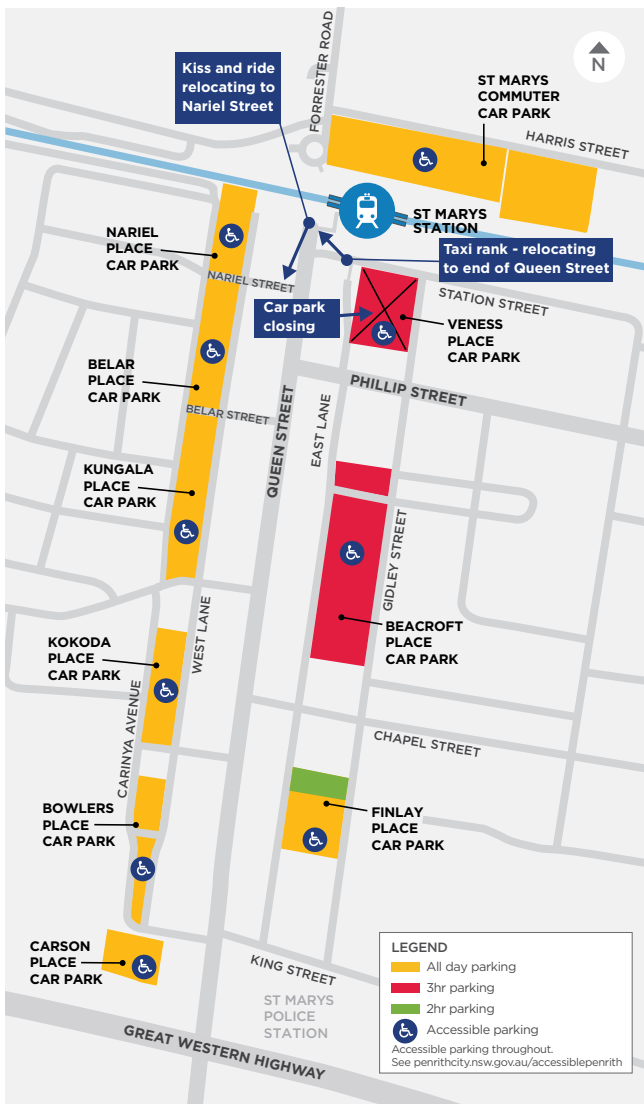 Kiss and ride
relocating to
Nariel Street
FORRESTER ROAD
N
ST MARYS
COMMUTER
CAR PARK
HARRIS STREET
ST MARYS
STATION
NARIEL
PLACE
CAR PARK
NARIEL STREET
Taxi rank - relocating
to end of Queen Street
Car park
closing
STATION STREET
VENESS
PLACE
CAR PARK
BELAR
PLACE
CAR PARK
BELAR STREET
PHILLIP STREET
QUEEN STREET
EAST LANE
KUNGALA
PLACE
CAR PARK
GIDLEY STREET
BEACROFT
PLACE
CAR PARK
KOKODA
PLACE
CAR PARK
WEST LANE
CARINYA AVENUE
CHAPEL STREET
BOWLERS
PLACE
CAR PARK
FINLAY
PLACE
CAR PARK
CARSON
PLACE
CAR PARK
KING STREET
ST MARYS
POLICE
STATION
GREAT WESTERN HIGHWAY
LEGEND
All day parking
3hr parking
2hr parking
Accessible parking
Accessible parking throughout.
See penrithcity.nsw.gov.au/accessiblepenrith